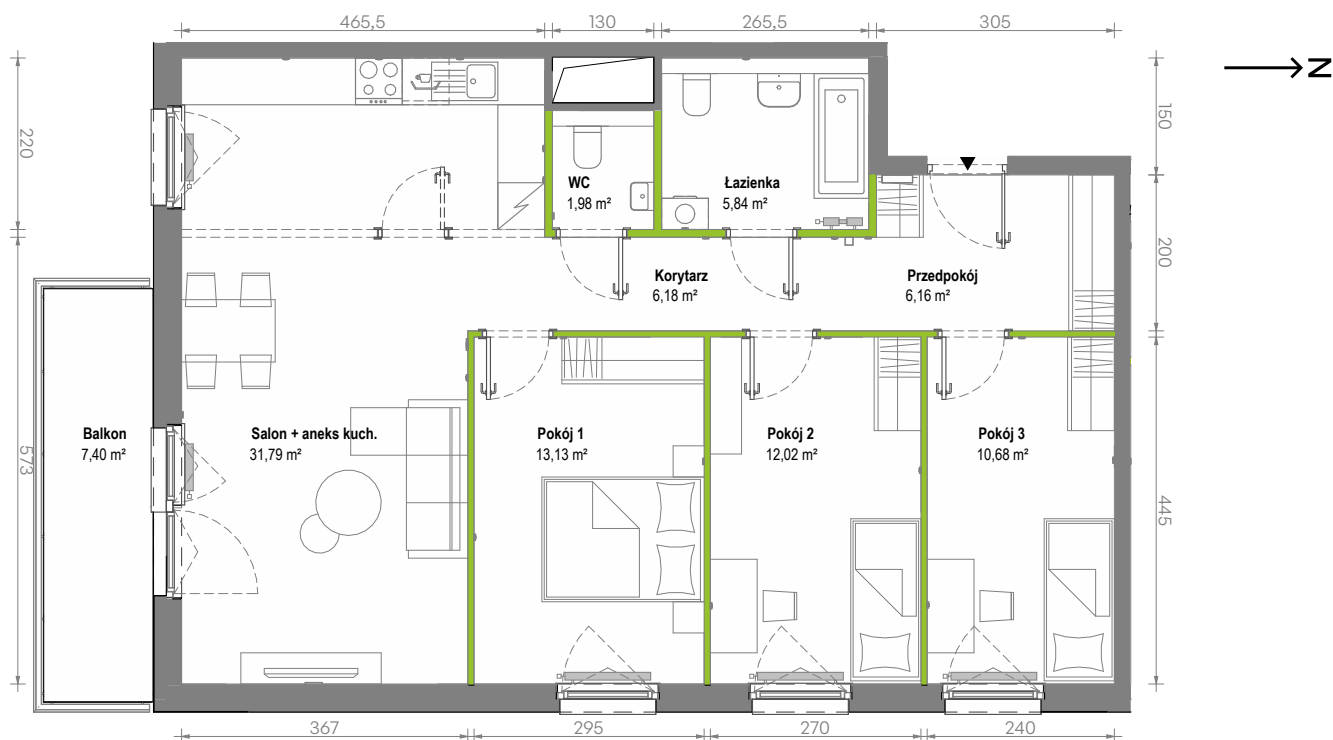 465,5
130
265,5
305
N
220
150
WC
1,98 m²
Łazienka
5,84 m²
200
Korytarz
6,18 m²
Przedpokój
6,16 m²
573
Balkon
7,40 m²
Salon + aneks kuch.
31,79 m²
Pokój 1
13,13 m²
Pokój 2
12,02 m²
Pokój 3
10,68 m²
445
367
295
270
240